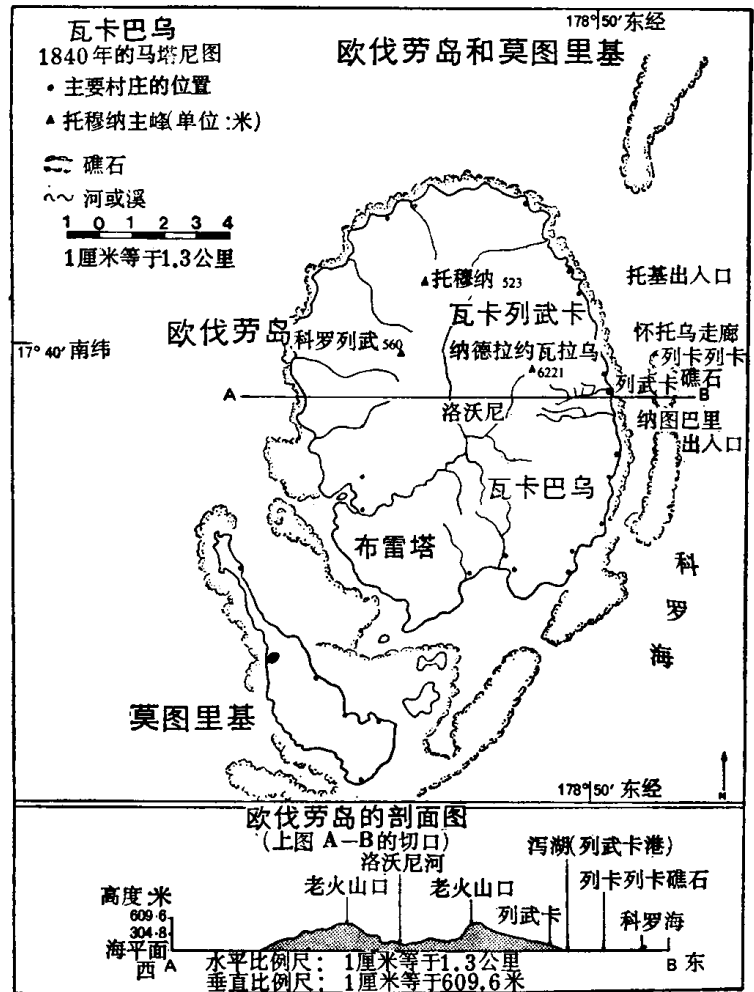 瓦卡巴乌
1840年的马塔尼图
• 主要村庄的位置
▲ 托穆纳主峰(单位:米)
礁石
河或溪
1 0 1 2 3 4
1厘米等于1.3公里
178° 50′ 东经
欧伐劳岛和莫图里基
托穆纳 523
托基出入口
瓦卡列武卡
欧伐劳岛
科罗列武 560
17° 40′ 南纬
怀托乌走廊
纳德拉约瓦拉乌
6221
列卡列卡
礁石
列武卡
A
B
洛沃尼
纳图巴里
出入口
瓦卡巴乌
布雷塔
科罗海
莫图里基
N
178° 50′ 东经
欧伐劳岛的剖面图
(上图 A—B的切口)
洛沃尼河
泻湖(列武卡港)
老火山口
老火山口
列卡列卡礁石
高度:米
609·6
304·8
列武卡
科罗海
海平面
西 A
B 东
水平比例尺: 1厘米等于1.3公里
垂直比例尺: 1厘米等于609.6米